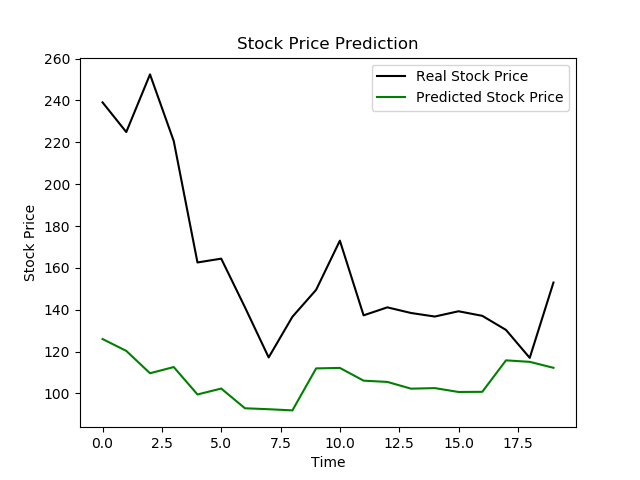 Stock Price Prediction
Real Stock Price
Predicted Stock Price
Stock Price
260
240
220
200
180
160
140
120
100
0.0 2.5 5.0 7.5 10.0 12.5 15.0 17.5
Time